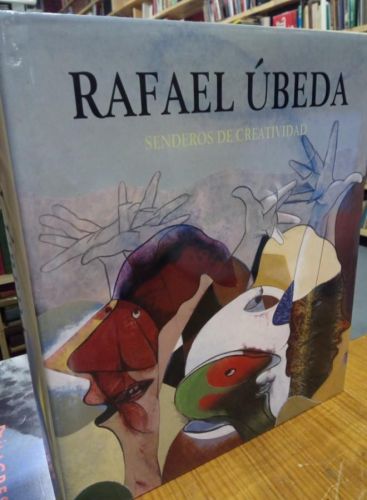 RAFAEL ÚBEDA
SENDEROS DE CREATIVIDAD